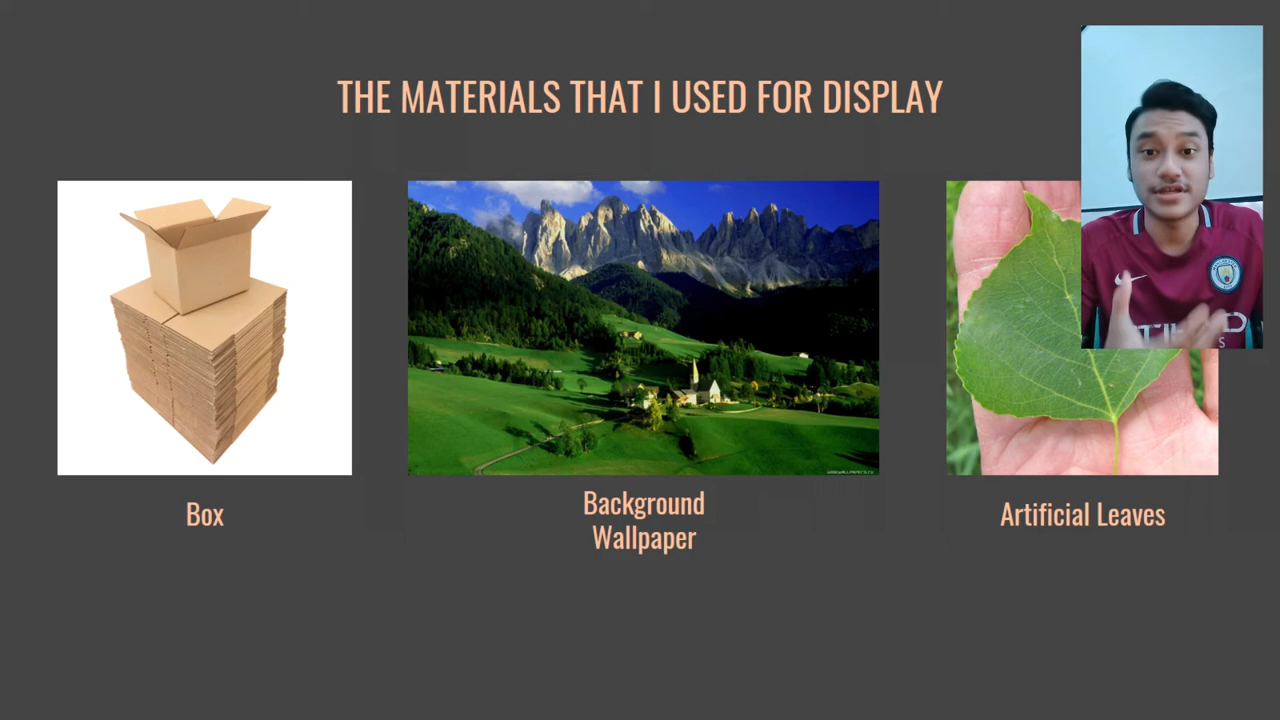 THE MATERIALS THAT I USED FOR DISPLAY
Box
Background
Wallpaper
Artificial Leaves